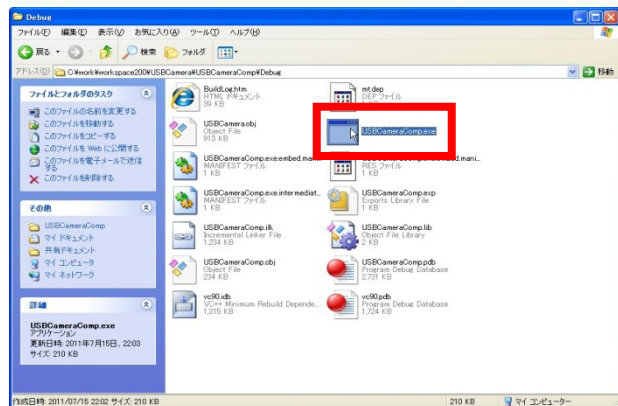 Debug
ファイル(F) 編集(E) 表示(V) お気に入り(A) ツール(T) ヘルプ(H)
戻る 検索 フォルダ
アドレス(D) C:¥work¥workspace200¥USBCamera¥USBCameraComp¥Debug 移動
ファイルとフォルダのタスク
このファイルの名前を変更する
このファイルを移動する
このファイルをコピーする
このファイルを Web に公開する
このファイルを電子メールで送信する
このファイルを削除する
その他
USBCameraComp
マイ ドキュメント
共有ドキュメント
マイ コンピュータ
マイ ネットワーク
詳細
USBCameraComp.exe
アプリケーション
更新日時: 2011年7月15日、22:03
サイズ: 210 KB
BuildLog.htm
HTML ドキュメント
39 KB
mt.dep
DEP ファイル
1 KB
USBCamera.obj
Object File
913 KB
USBCameraComp.exe
USBCameraComp.exe.embed.man...
MANIFEST ファイル
1 KB
RES ファイル
1 KB
USBCameraComp.exe.intermediat...
MANIFEST ファイル
1 KB
USBCameraComp.exp
Exports Library File
1 KB
USBCameraComp.ilk
Incremental Linker File
1,234 KB
USBCameraComp.lib
Object File Library
2 KB
USBCameraComp.obj
Object File
234 KB
USBCameraComp.pdb
Program Debug Database
2,731 KB
vc90.idb
VC++ Minimum Rebuild Depende...
1,315 KB
vc90.pdb
Program Debug Database
1,724 KB
作成日時: 2011/07/15 22:02 サイズ: 210 KB 210 KB マイ コンピューター